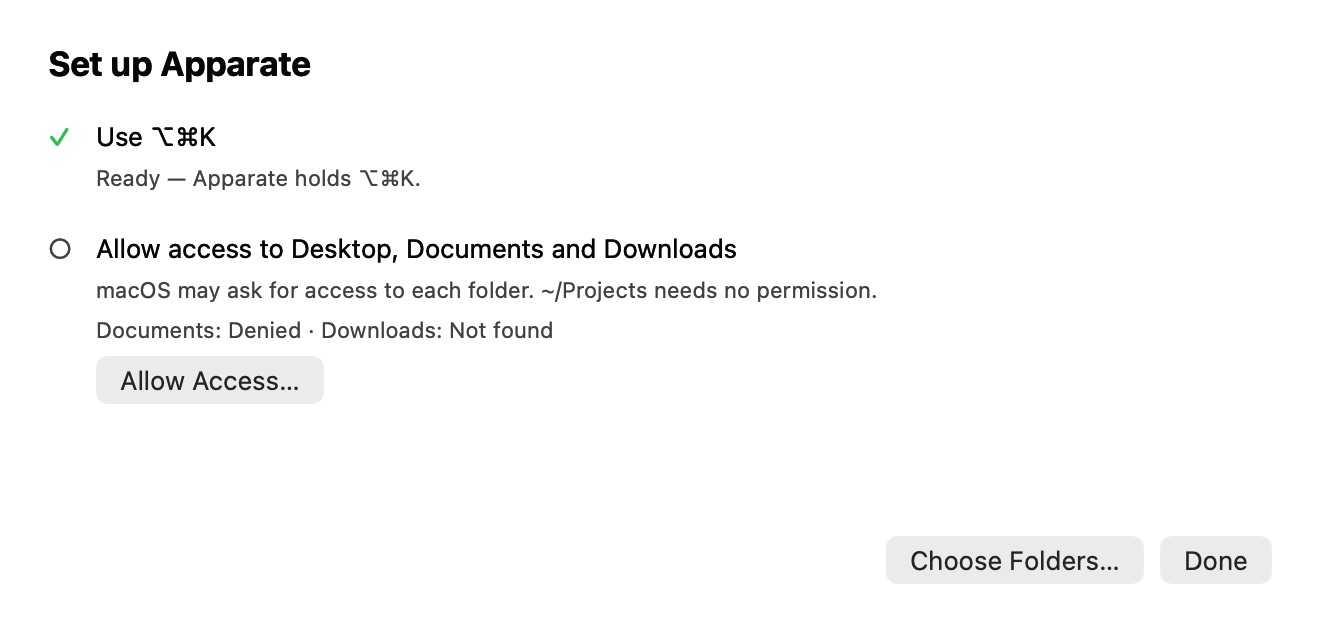 Set up Apparate
Use ⌥⌘K
Ready — Apparate holds ⌥⌘K.
Allow access to Desktop, Documents and Downloads
macOS may ask for access to each folder. ~/Projects needs no permission.
Documents: Denied · Downloads: Not found
Allow Access...
Choose Folders...
Done